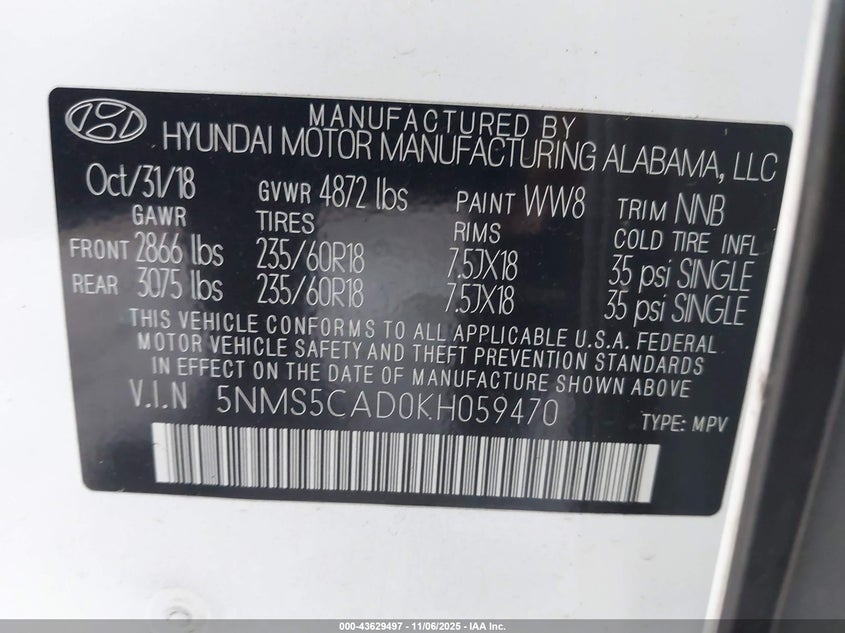 MANUFACTURED BY
HYUNDAI MOTOR MANUFACTURING ALABAMA, LLC
Oct/31/18 GVWR 4872 lbs PAINT WW8 TRIM NNB
GAWR TIRES RIMS COLD TIRE INFL
FRONT 2866 lbs 235/60R18 7.5JX18 35 psi SINGLE
REAR 3075 lbs 235/60R18 7.5JX18 35 psi SINGLE
THIS VEHICLE CONFORMS TO ALL APPLICABLE U.S.A. FEDERAL
MOTOR VEHICLE SAFETY AND THEFT PREVENTION STANDARDS
IN EFFECT ON THE DATE OF MANUFACTURE SHOWN ABOVE
V.I.N 5NMS5CAD0KH059470 TYPE: MPV
000-43629497 - 11/06/2025 - IAA Inc.